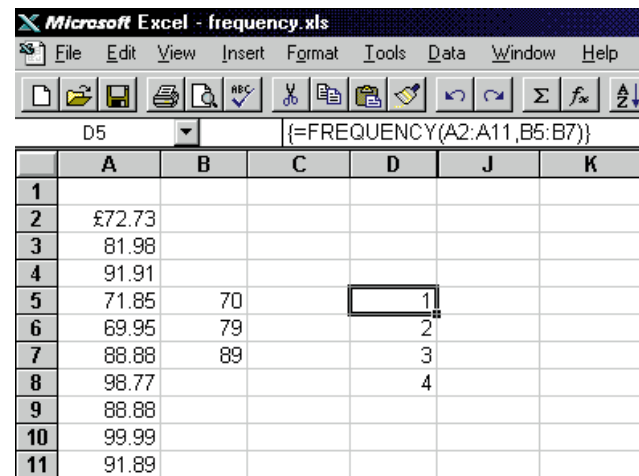 Microsoft Excel - frequency.xls
File Edit View Insert Format Tools Data Window Help
ABC Σ fx A Z
D5 {=FREQUENCY(A2:A11,B5:B7)}
A B C D J K
1
2 £72.73
3 81.98
4 91.91
5 71.85 70 1
6 69.95 79 2
7 88.88 89 3
8 98.77 4
9 88.88
10 99.99
11 91.89